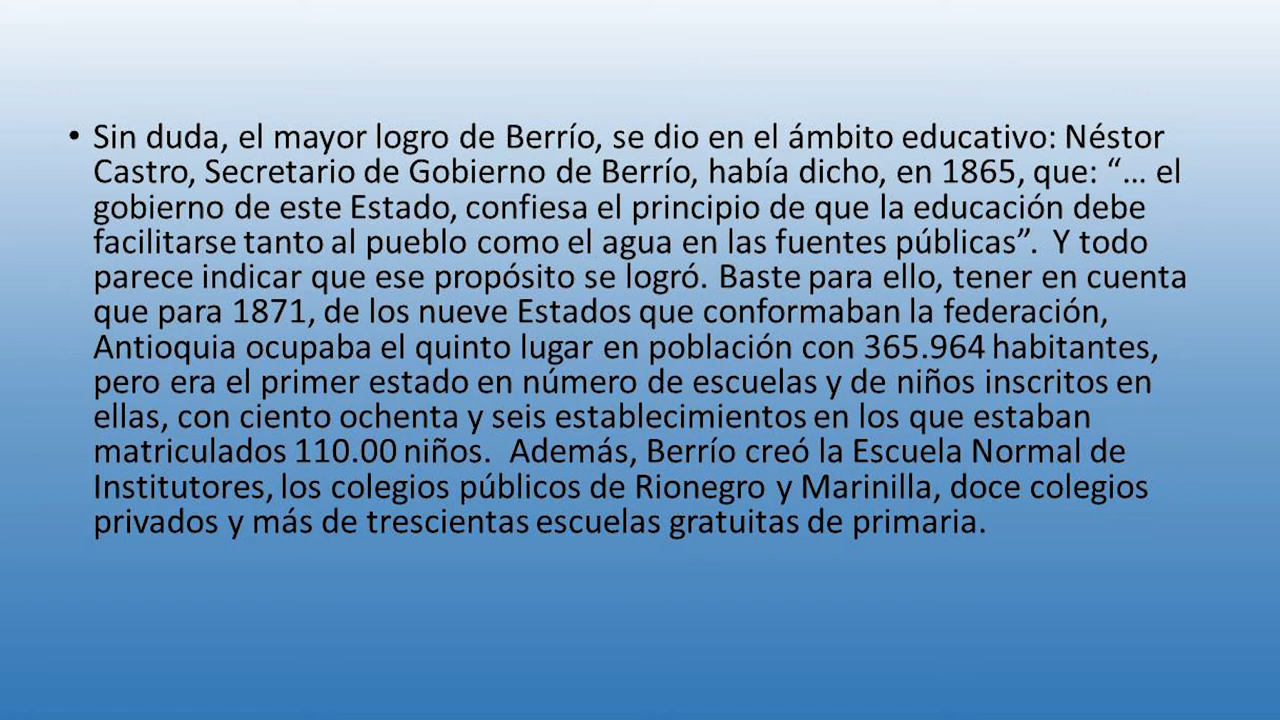 • Sin duda, el mayor logro de Berrío, se dio en el ámbito educativo: Néstor
Castro, Secretario de Gobierno de Berrío, había dicho, en 1865, que: “… el
gobierno de este Estado, confiesa el principio de que la educación debe
facilitarse tanto al pueblo como el agua en las fuentes públicas”.  Y todo
parece indicar que ese propósito se logró. Baste para ello, tener en cuenta
que para 1871, de los nueve Estados que conformaban la federación,
Antioquia ocupaba el quinto lugar en población con 365.964 habitantes,
pero era el primer estado en número de escuelas y de niños inscritos en
ellas, con ciento ochenta y seis establecimientos en los que estaban
matriculados 110.00 niños.  Además, Berrío creó la Escuela Normal de
Institutores, los colegios públicos de Rionegro y Marinilla, doce colegios
privados y más de trescientas escuelas gratuitas de primaria.